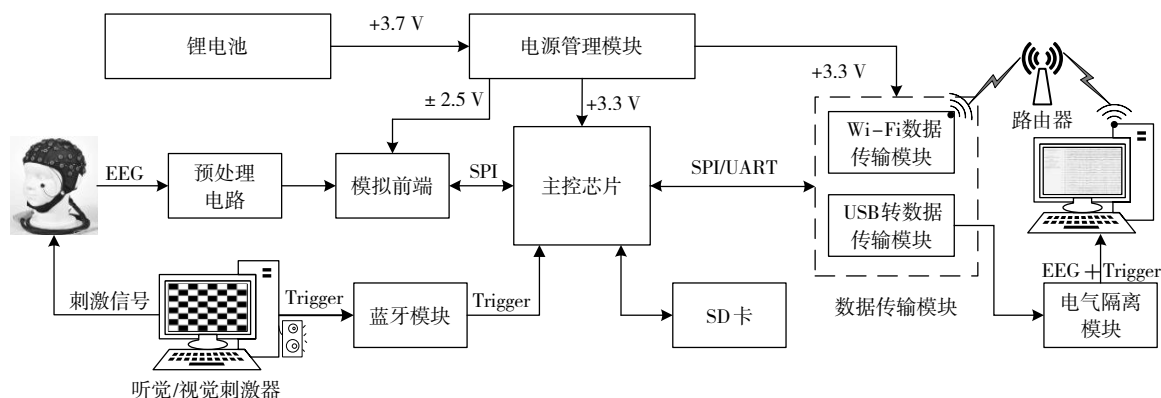 锂电池
+3.7 V
电源管理模块
± 2.5 V
+3.3 V
+3.3 V
路由器
Wi-Fi数据
传输模块
EEG
预处理
电路
模拟前端
SPI
主控芯片
SPI/UART
USB转数据
传输模块
刺激信号
Trigger
蓝牙模块
Trigger
SD卡
数据传输模块
EEG+Trigger
电气隔离
模块
听觉/视觉刺激器